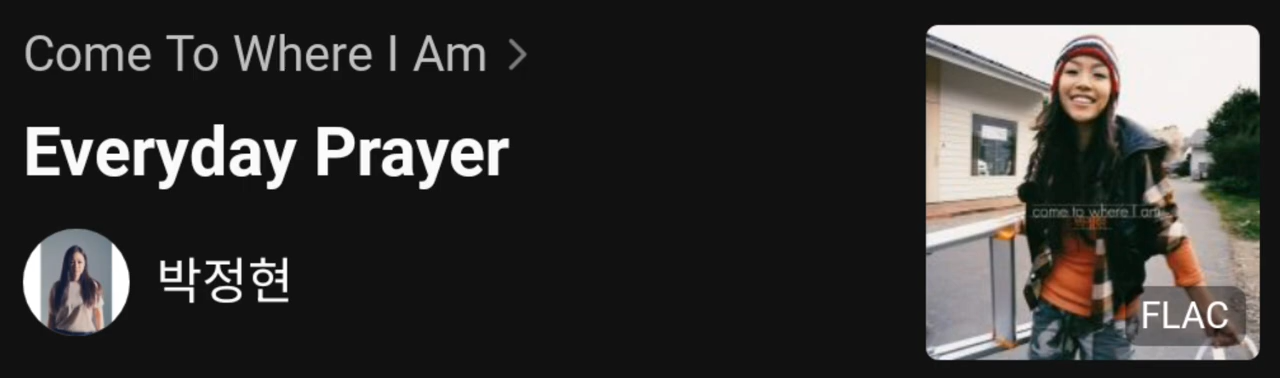 Come To Where I Am >
Everyday Prayer
박정현
come to where I am
FLAC